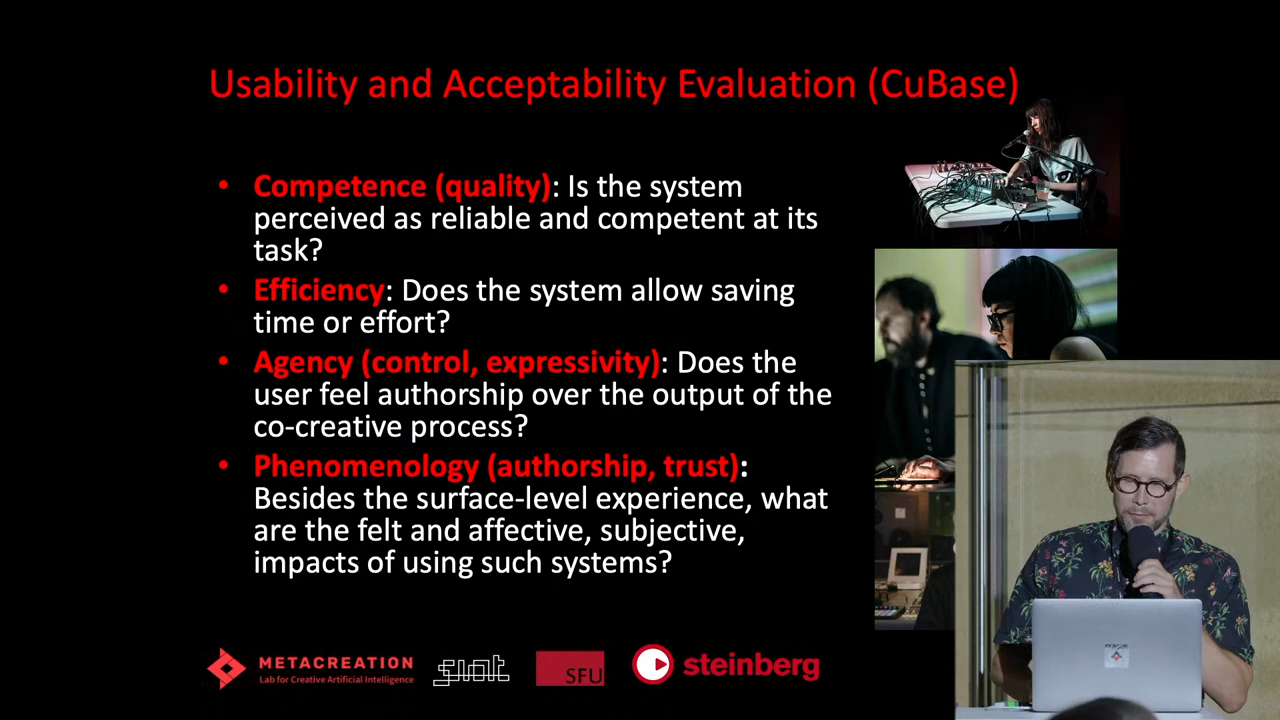 Usability and Acceptability Evaluation (CuBase)
• Competence (quality): Is the system
perceived as reliable and competent at its
task?
• Efficiency: Does the system allow saving
time or effort?
• Agency (control, expressivity): Does the
user feel authorship over the output of the
co-creative process?
• Phenomenology (authorship, trust):
Besides the surface-level experience, what
are the felt and affective, subjective,
impacts of using such systems?
METACREATION
Lab for Creative Artificial Intelligence
siat
SFU
steinberg